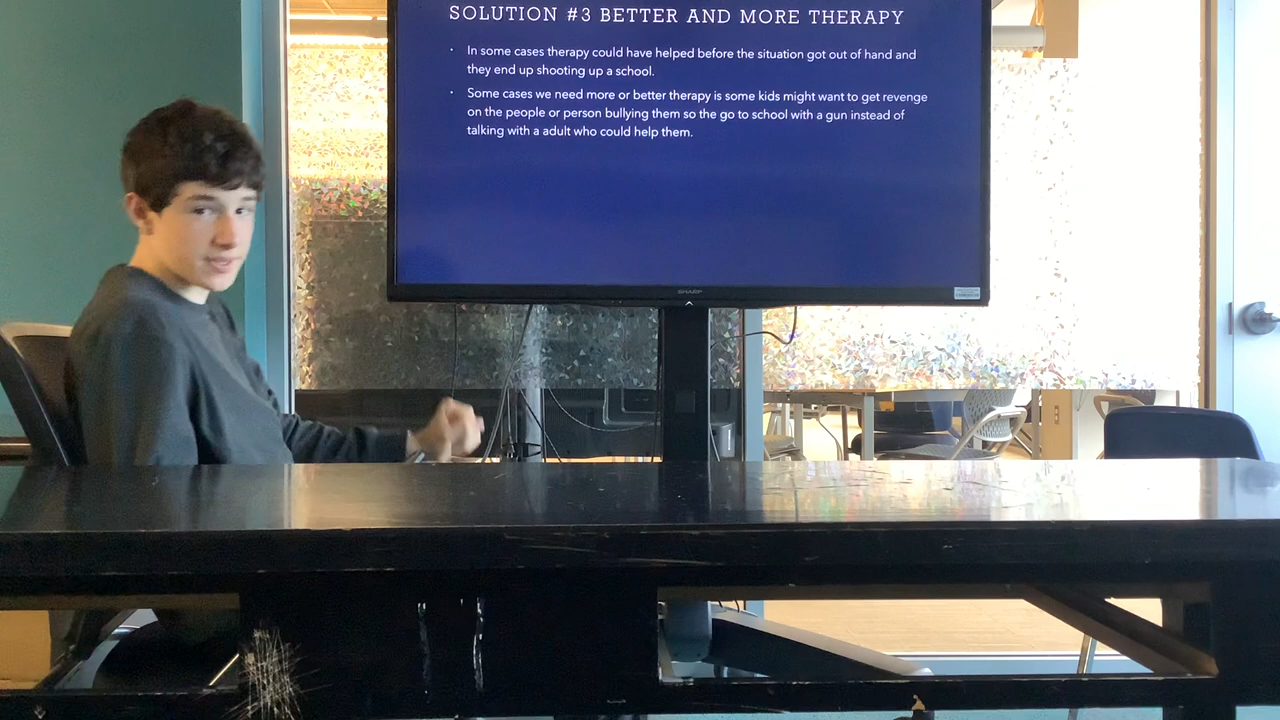 SOLUTION #3 BETTER AND MORE THERAPY
· In some cases therapy could have helped before the situation got out of hand and
they end up shooting up a school.
· Some cases we need more or better therapy is some kids might want to get revenge
on the people or person bullying them so the go to school with a gun instead of
talking with a adult who could help them.
SHARP